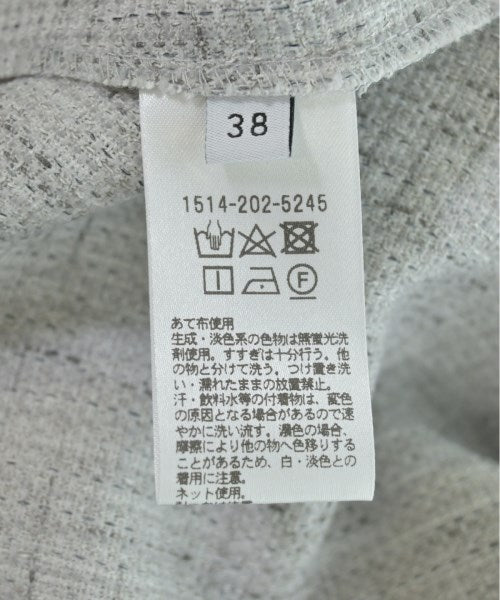 38
1514-202-5245
F
あて布使用
生成・淡色系の色物は無蛍光洗
剤使用。すすぎは十分行う。他
の物と分けて洗う。つけ置き洗
い・濡れたままの放置禁止。
汗・飲料水等の付着物は、変色
の原因となる場合があるので速
やかに洗い流す。濃色の場合、
摩擦により他の物へ色移りする
ことがあるため、白・淡色との
着用に注意。
ネット使用。